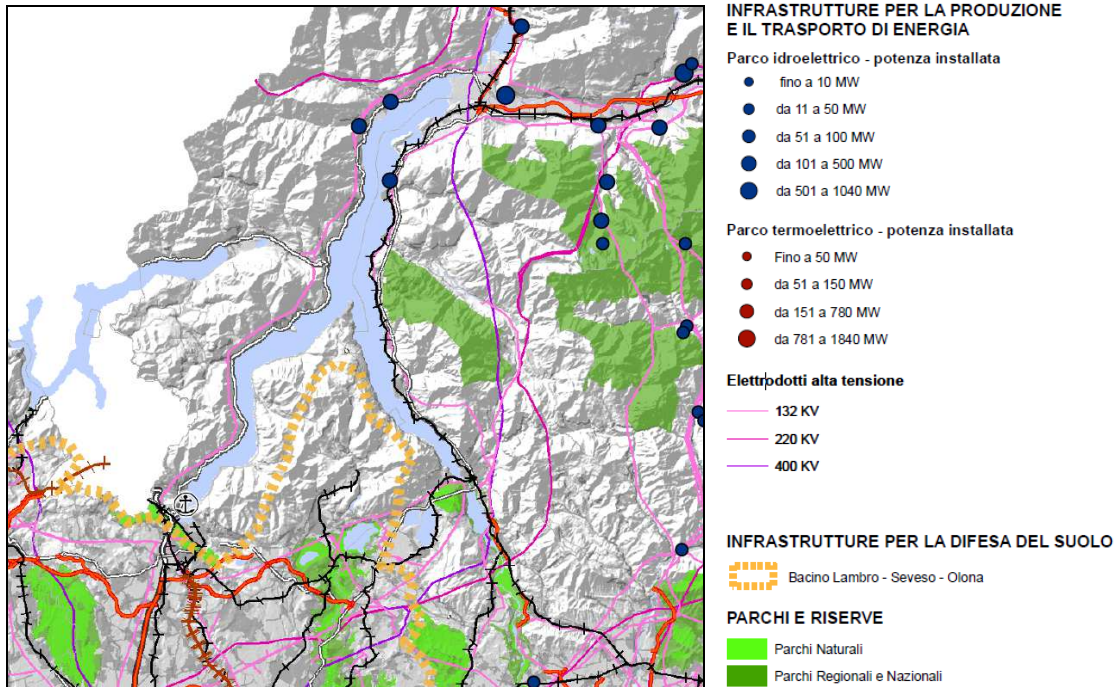 INFRASTRUTTURE PER LA PRODUZIONE
E IL TRASPORTO DI ENERGIA
Parco idroelettrico - potenza installata
fino a 10 MW
da 11 a 50 MW
da 51 a 100 MW
da 101 a 500 MW
da 501 a 1040 MW
Parco termoelettrico - potenza installata
Fino a 50 MW
da 51 a 150 MW
da 151 a 780 MW
da 781 a 1840 MW
Elettrodotti alta tensione
132 KV
220 KV
400 KV
INFRASTRUTTURE PER LA DIFESA DEL SUOLO
Bacino Lambro - Seveso - Olona
PARCHI E RISERVE
Parchi Naturali
Parchi Regionali e Nazionali